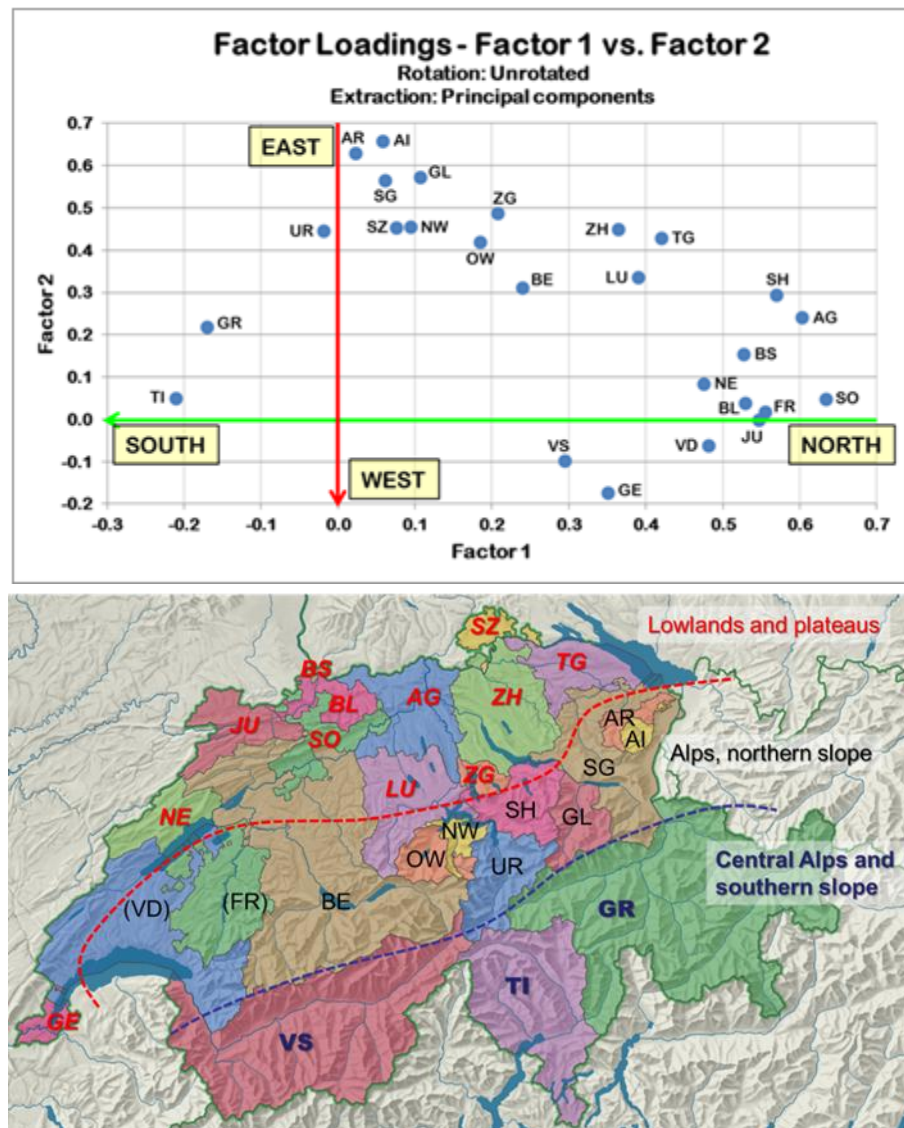 Factor Loadings - Factor 1 vs. Factor 2
Rotation: Unrotated
Extraction: Principal components
0.7
EAST
AR
AI
0.6
GL
SG
ZG
0.5
UR
SZ
NW
ZH
TG
0.4
OW
LU
BE
SH
0.3
AG
GR
0.2
BS
NE
0.1
TI
BL
FR
SO
0.0
SOUTH
JU
NORTH
VS
VD
-0.1
WEST
GE
-0.2
Factor 2
-0.3
-0.2
-0.1
0.0
0.1
0.2
0.3
0.4
0.5
0.6
0.7
Factor 1
SZ
Lowlands and plateaus
BS
TG
BL
AG
ZH
JU
AR
SO
AI
Alps, northern slope
SG
ZG
LU
NE
SH
GL
NW
OW
UR
Central Alps and
southern slope
(VD)
(FR)
BE
GR
TI
GE
VS